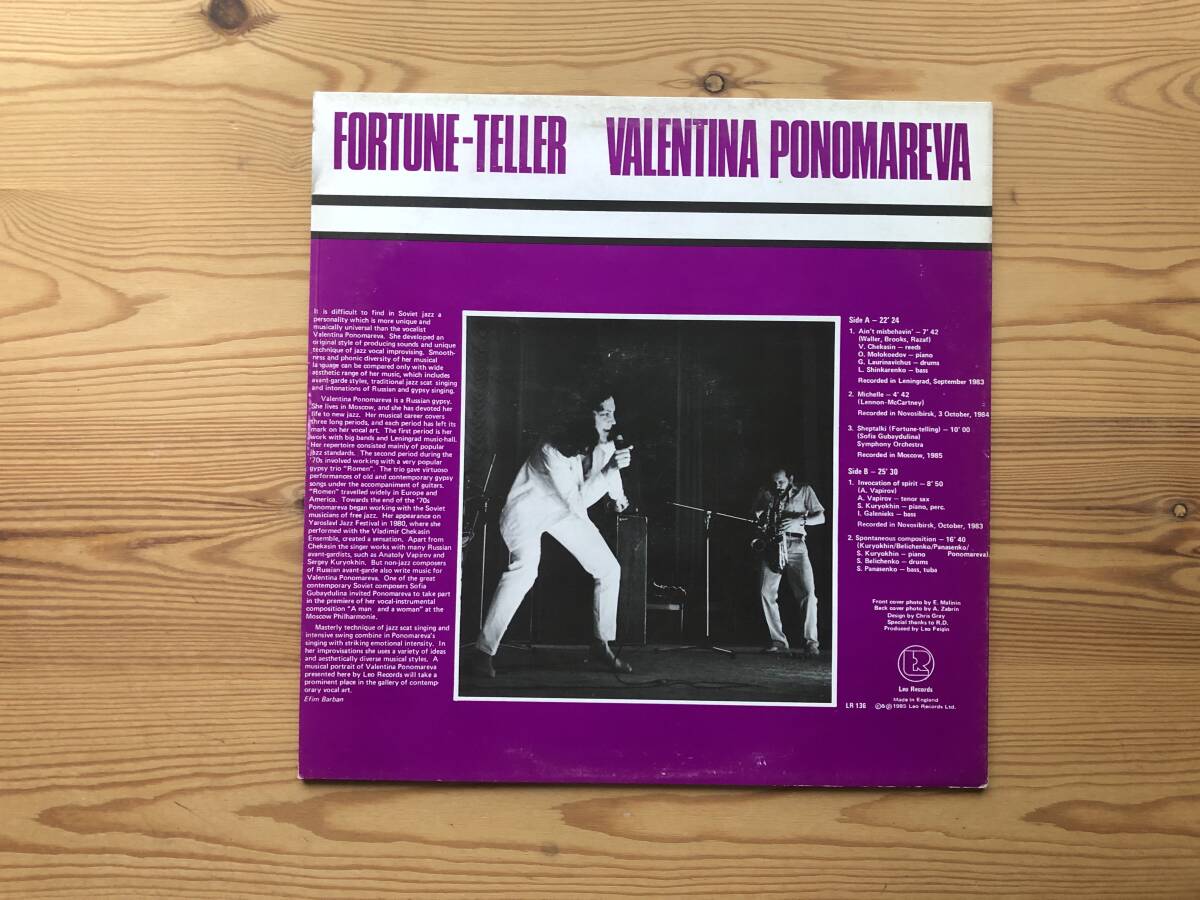 FORTUNE-TELLER VALENTINA PONOMAREVA
It is difficult to find in Soviet jazz a
personality which is more unique and
musically universal than the vocalist
Valentina Ponomareva. She developed an
original style of producing sounds and unique
technique of jazz vocal improvising. Smooth-
ness and phonic diversity of her musical
language can be compared only with wide
aesthetic range of her music, which includes
avant-garde styles, traditional jazz scat singing
and intonations of Russian and gypsy singing.
Valentina Ponomareva is a Russian gypsy.
She lives in Moscow, and she has devoted her
life to new jazz. Her musical career covers
three long periods, and each period has left its
mark on her vocal art. The first period is her
work with big bands and Leningrad music-hall.
Her repertoire consisted mainly of popular
jazz standards. The second period during the
'70s involved working with a very popular
gypsy trio "Romen". The trio gave virtuoso
performances of old and contemporary gypsy
songs under the accompaniment of guitars.
"Romen" travelled widely in Europe and
America. Towards the end of the '70s
Ponomareva began working with the Soviet
musicians of free jazz. Her appearance on
Yaroslavl Jazz Festival in 1980, where she
performed with the Vladimir Chekasin
Ensemble, created a sensation. Apart from
Chekasin the singer works with many Russian
avant-gardists, such as Anatoly Vapirov and
Sergey Kuryokhin. But non-jazz composers
of Russian avant-garde also write music for
Valentina Ponomareva. One of the great
contemporary Soviet composers Sofia
Gubaydulina invited Ponomareva to take part
in the premiere of her vocal-instrumental
composition "A man and a woman" at the
Moscow Philharmonie.
Masterly technique of jazz scat singing and
intensive swing combine in Ponomareva's
singing with striking emotional intensity. In
her improvisations she uses a variety of ideas
and aesthetically diverse musical styles. A
musical portrait of Valentina Ponomareva
presented here by Leo Records will take a
prominent place in the gallery of contemp-
orary vocal art.
Efim Barban
Side A – 22' 24
1. Ain't misbehavin' – 7' 42
(Waller, Brooks, Razaf)
V. Chekasin – reeds
O. Molokoedov – piano
G. Laurinavichus – drums
L. Shinkarenko – bass
Recorded in Leningrad, September 1983
2. Michelle – 4' 42
(Lennon-McCartney)
Recorded in Novosibirsk, 3 October, 1984
3. Sheptalki (Fortune-telling) – 10' 00
(Sofia Gubaydulina)
Symphony Orchestra
Recorded in Moscow, 1985
Side B – 25' 30
1. Invocation of spirit – 8' 50
(A. Vapirov)
A. Vapirov – tenor sax
S. Kuryokhin – piano, perc.
I. Galenieks – bass
Recorded in Novosibirsk, October, 1983
2. Spontaneous composition – 16' 40
(Kuryokhin/Belichenko/Panasenko/
S. Kuryokhin – piano Ponomareva)
S. Belichenko – drums
S. Panasenko – bass, tuba
Front cover photo by E. Malinin
Back cover photo by A. Zabrin
Design by Chris Gray
Special thanks to R.D.
Produced by Leo Feigin
Leo Records
Made in England
LR 136 ©&℗ 1985 Leo Records Ltd.